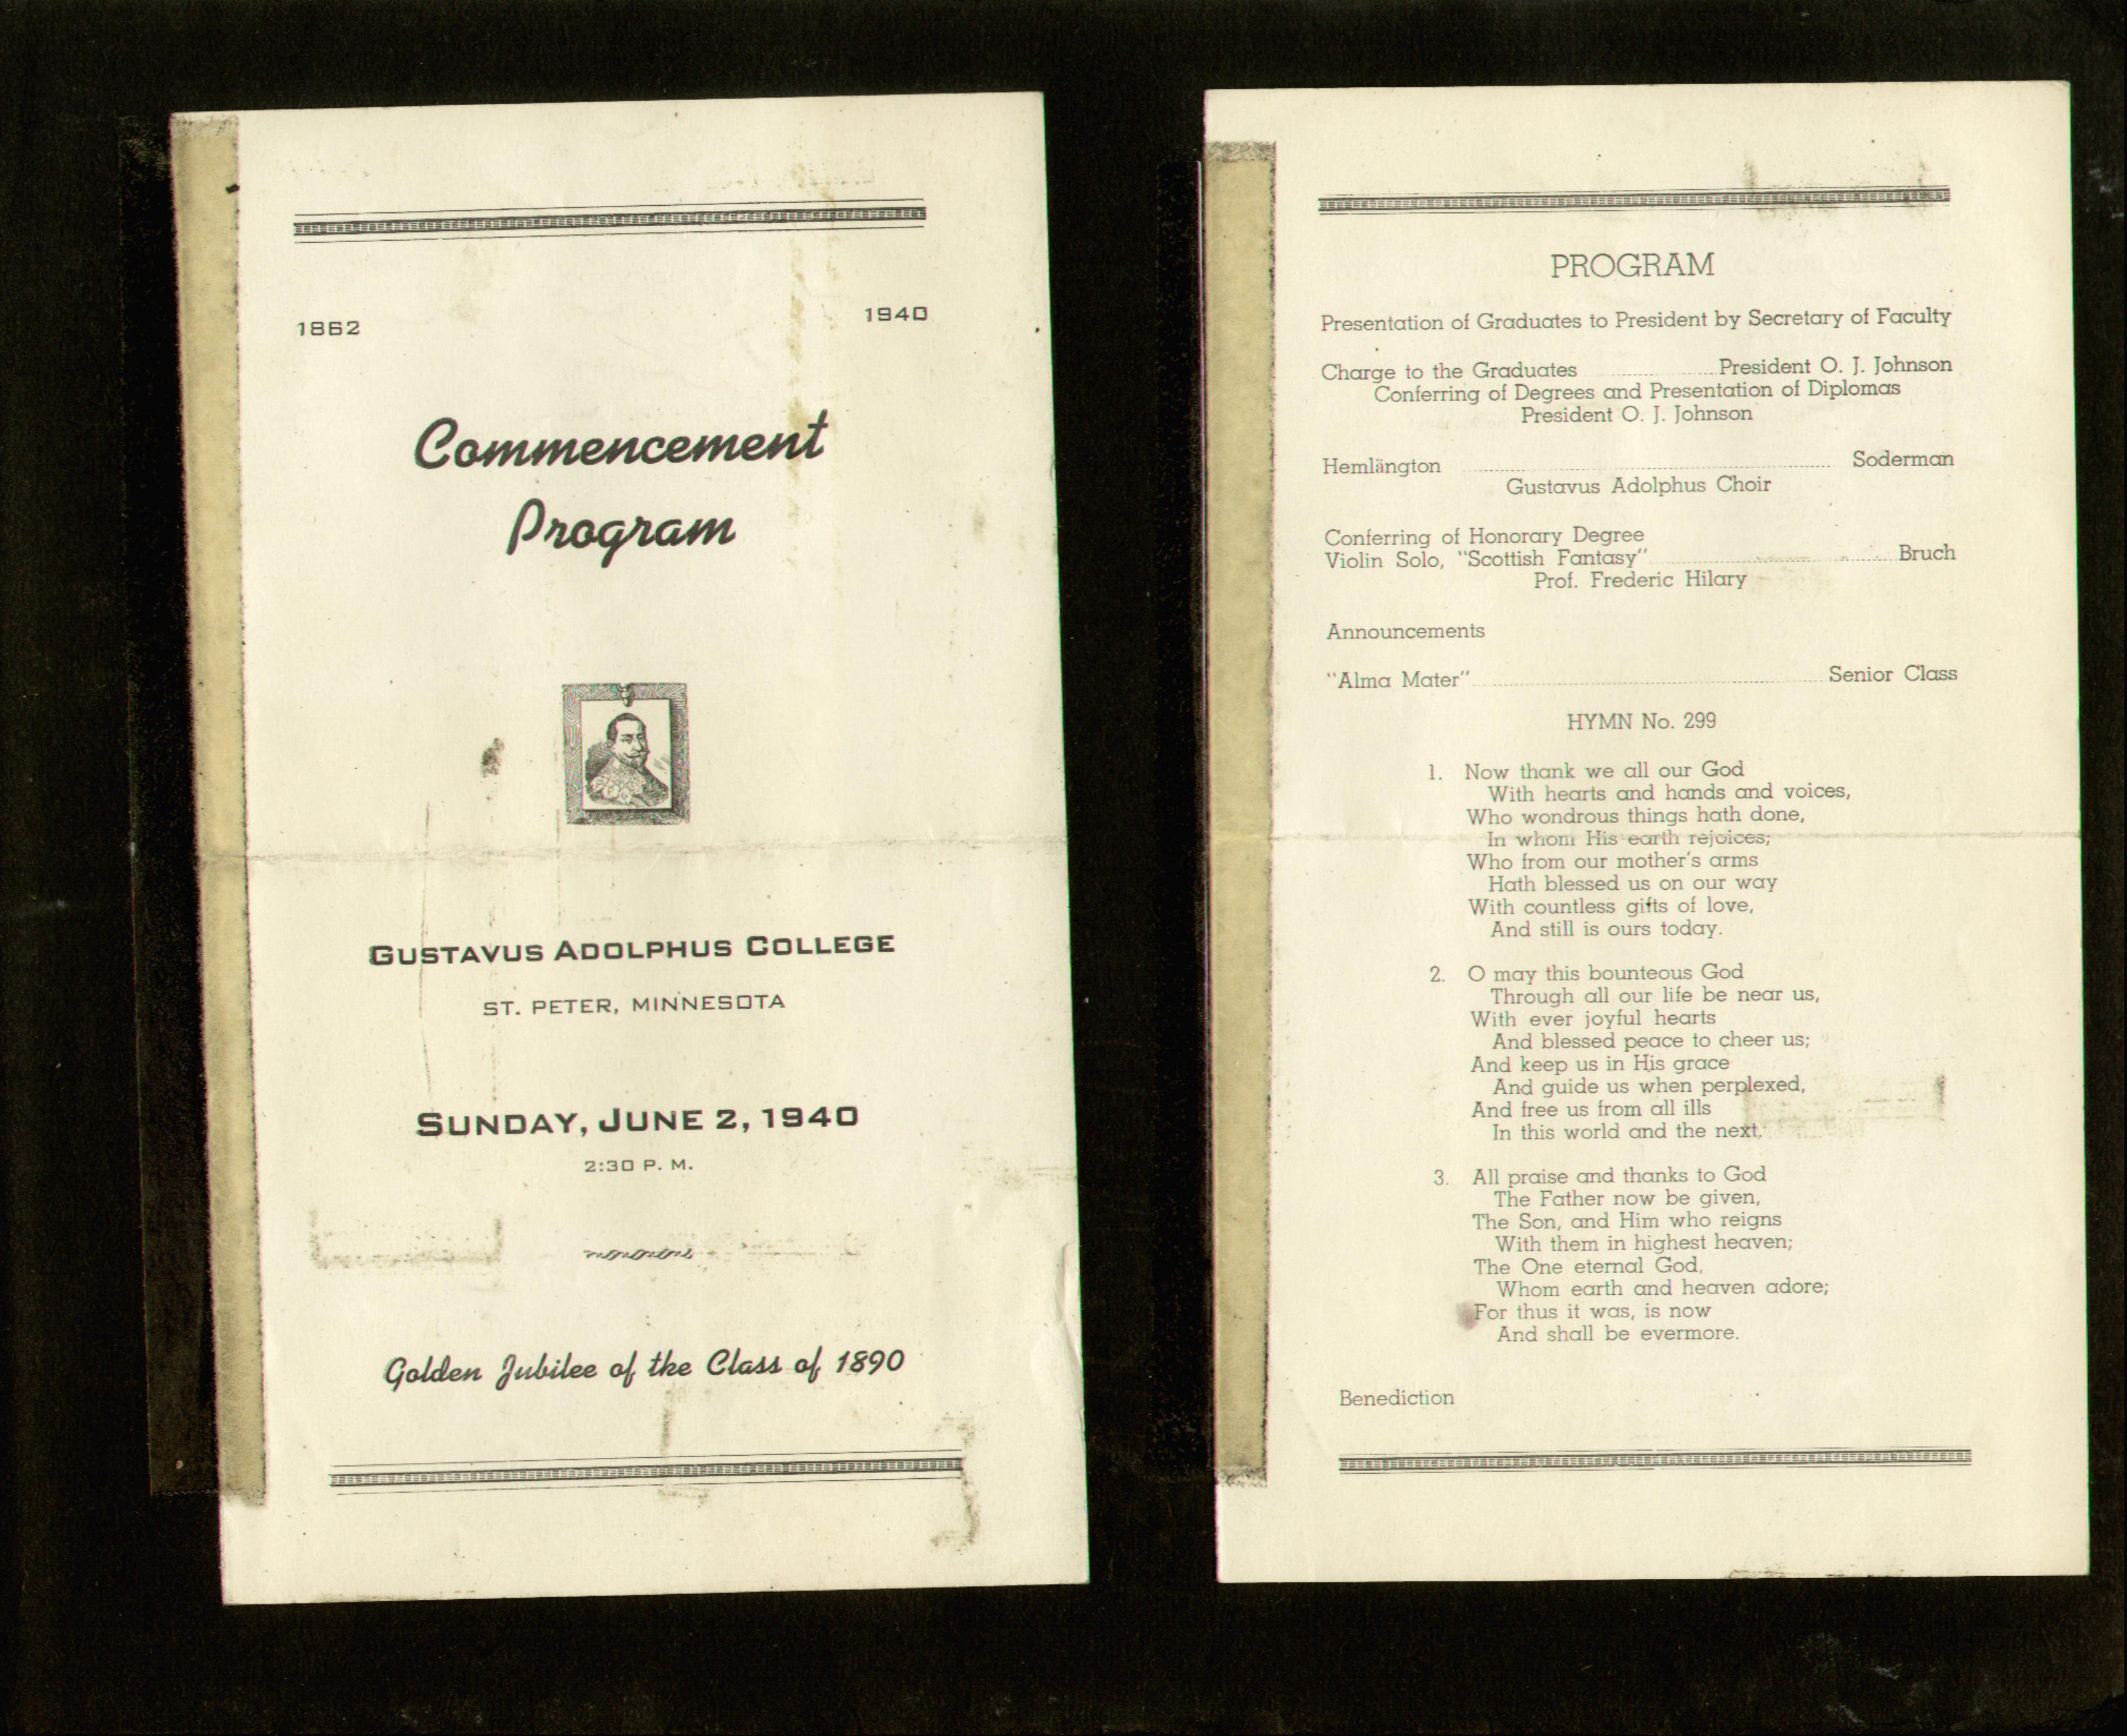 1862
1940
Commencement
Program
GUSTAVUS ADOLPHUS COLLEGE
ST. PETER, MINNESOTA
SUNDAY, JUNE 2, 1940
2:30 P. M.
Golden Jubilee of the Class of 1890
PROGRAM
Presentation of Graduates to President by Secretary of Faculty
Charge to the Graduates President O. J. Johnson
Conferring of Degrees and Presentation of Diplomas
President O. J. Johnson
Hemlängton Soderman
Gustavus Adolphus Choir
Conferring of Honorary Degree
Violin Solo, "Scottish Fantasy" Bruch
Prof. Frederic Hilary
Announcements
"Alma Mater" Senior Class
HYMN No. 299
1. Now thank we all our God
With hearts and hands and voices,
Who wondrous things hath done,
In whom His earth rejoices;
Who from our mother's arms
Hath blessed us on our way
With countless gifts of love,
And still is ours today.
2. O may this bounteous God
Through all our life be near us,
With ever joyful hearts
And blessed peace to cheer us;
And keep us in His grace
And guide us when perplexed,
And free us from all ills
In this world and the next.
3. All praise and thanks to God
The Father now be given,
The Son, and Him who reigns
With them in highest heaven;
The One eternal God,
Whom earth and heaven adore;
For thus it was, is now
And shall be evermore.
Benediction